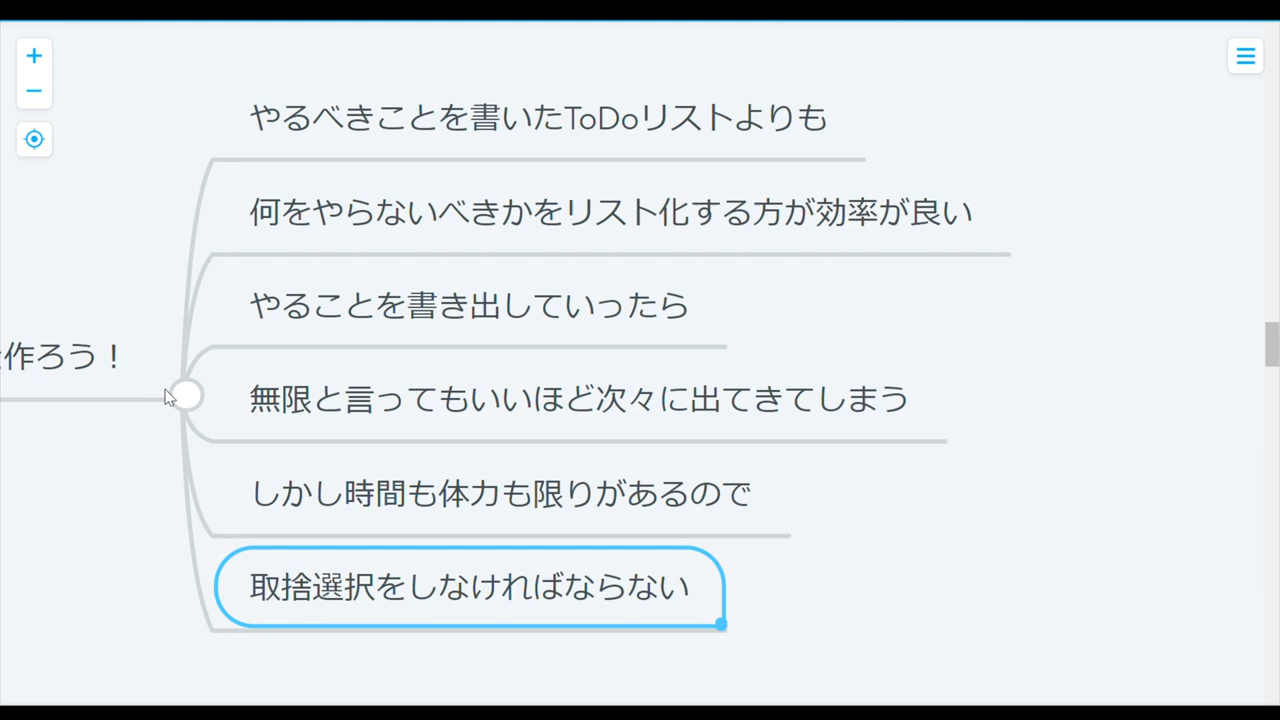 やるべきことを書いたToDoリストよりも
何をやらないべきかをリスト化する方が効率が良い
やることを書き出していったら
作ろう！
無限と言ってもいいほど次々に出てきてしまう
しかし時間も体力も限りがあるので
取捨選択をしなければならない